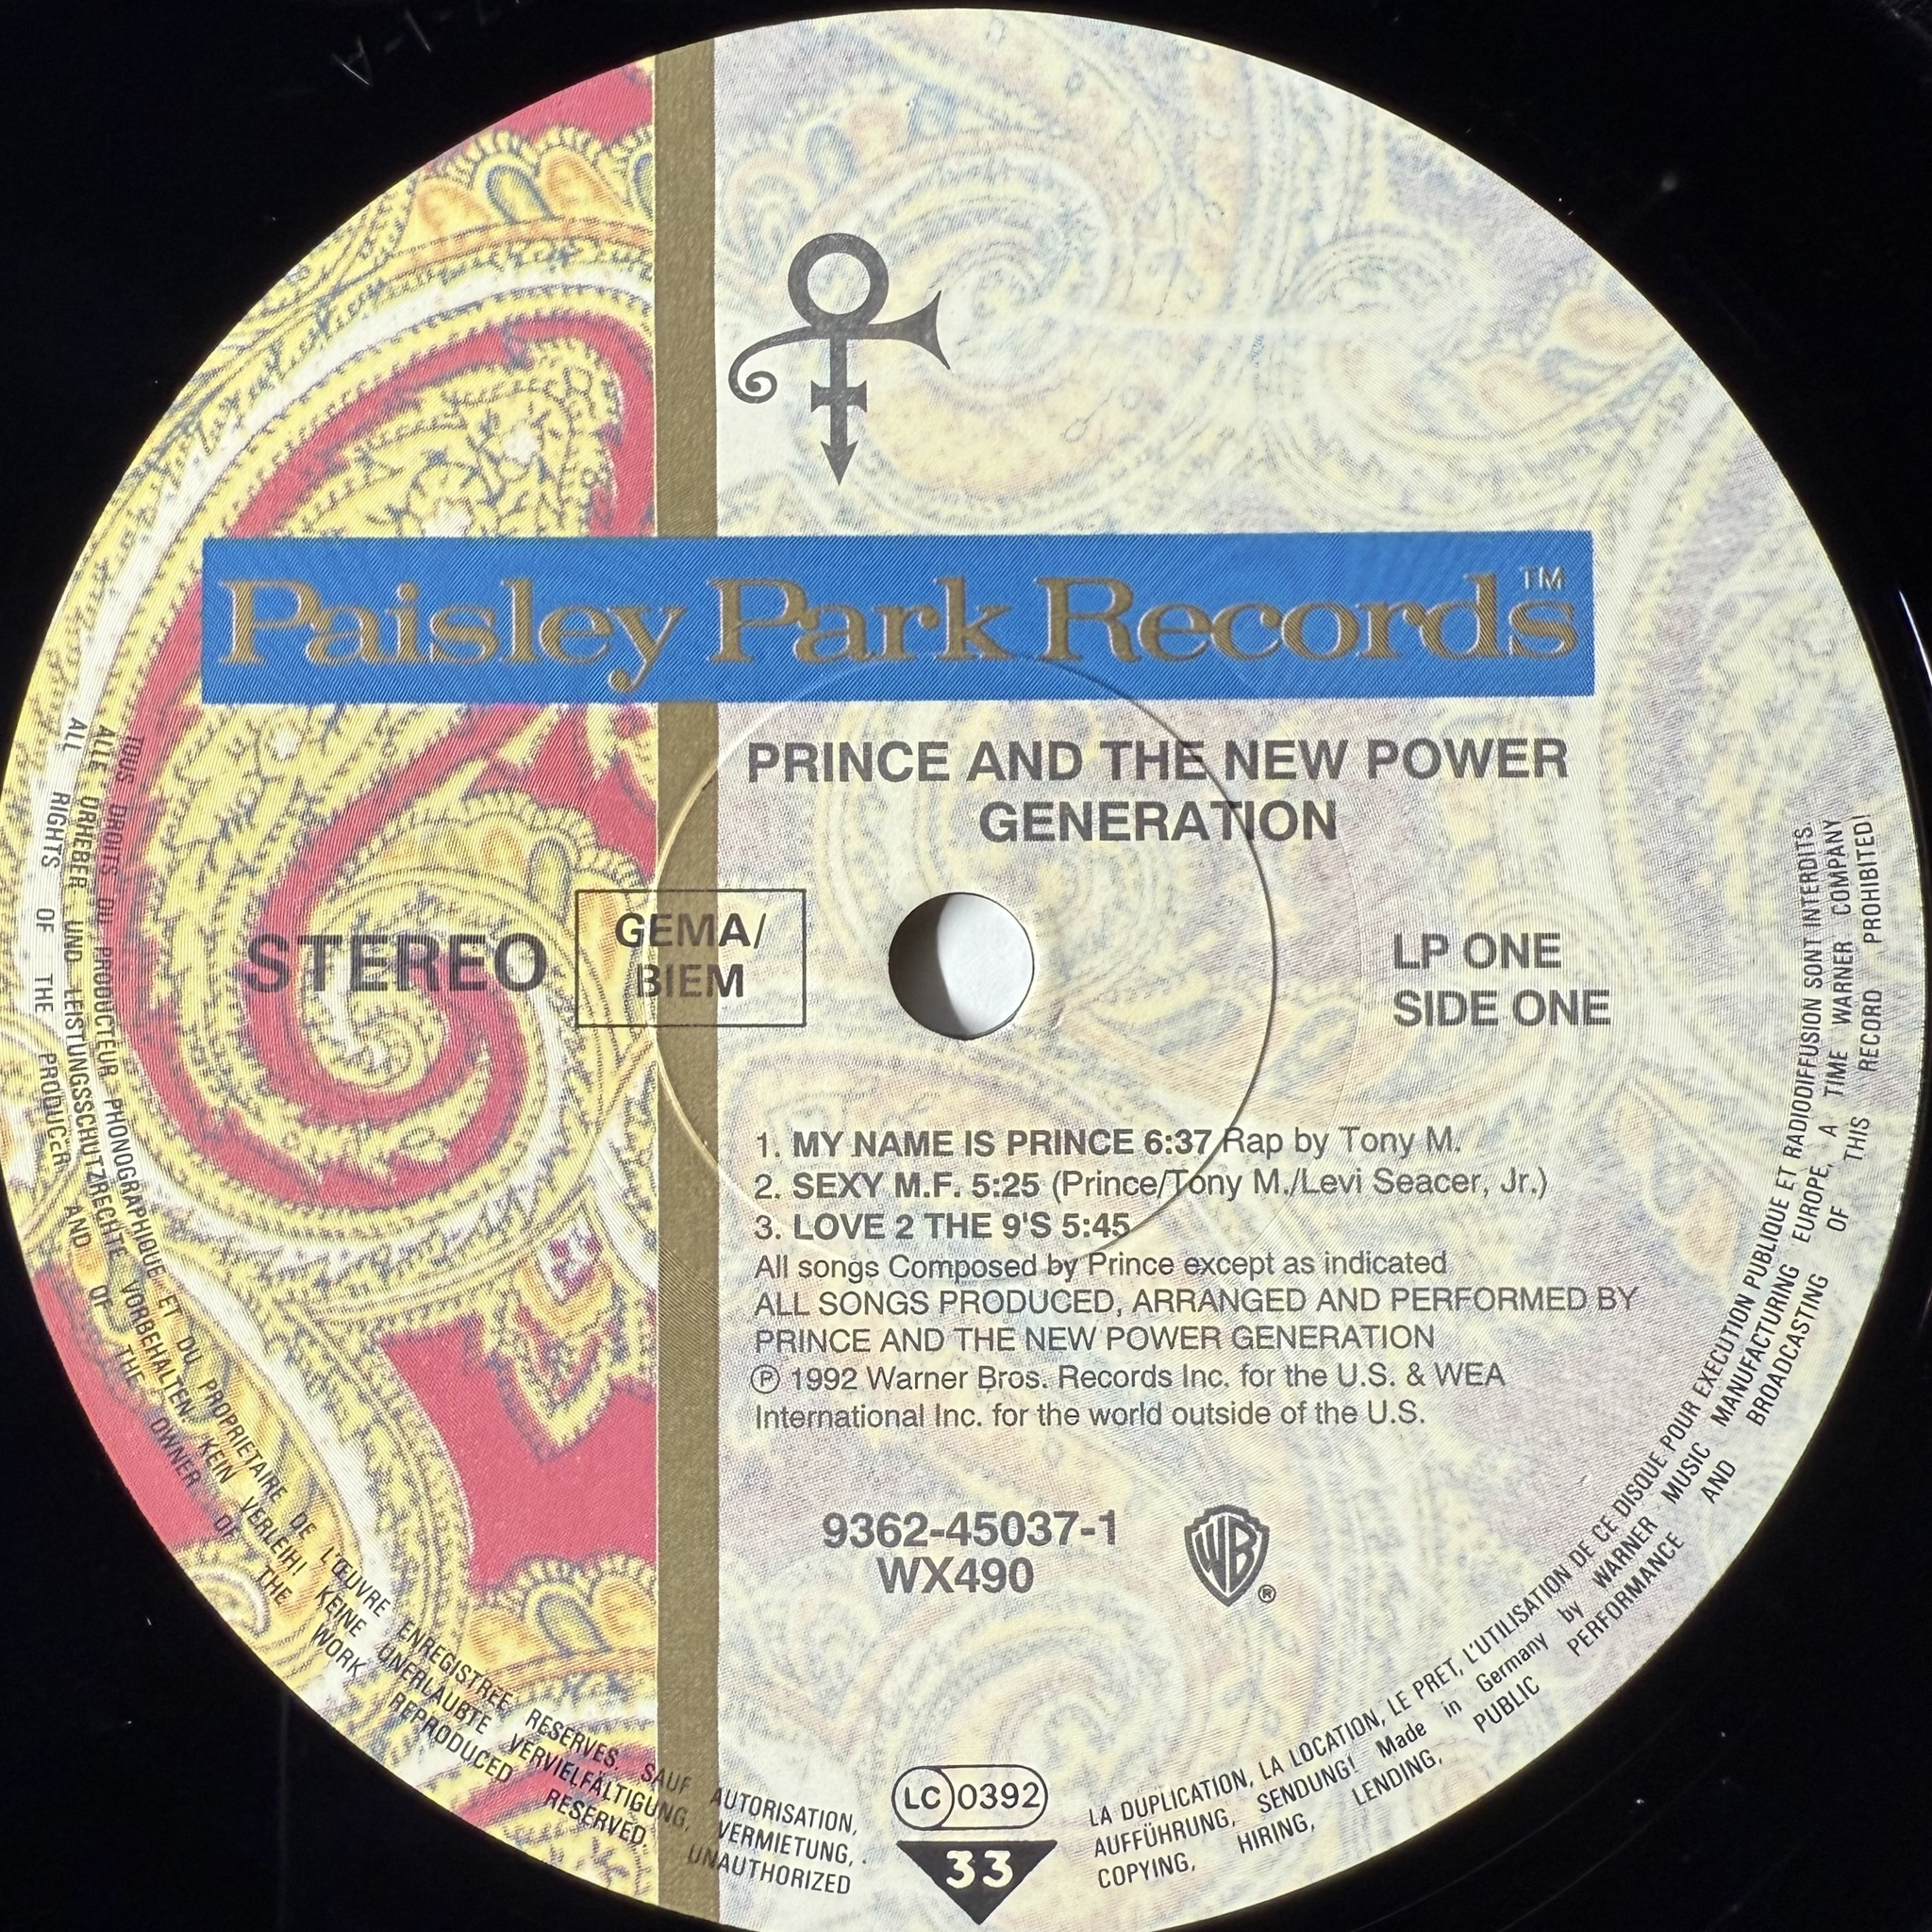 Paisley Park Records™
PRINCE AND THE NEW POWER
GENERATION
STEREO
GEMA/
BIEM
LP ONE
SIDE ONE
1. MY NAME IS PRINCE 6:37 Rap by Tony M.
2. SEXY M.F. 5:25 (Prince/Tony M./Levi Seacer, Jr.)
3. LOVE 2 THE 9'S 5:45
All songs Composed by Prince except as indicated
ALL SONGS PRODUCED, ARRANGED AND PERFORMED BY
PRINCE AND THE NEW POWER GENERATION
Ⓟ 1992 Warner Bros. Records Inc. for the U.S. & WEA
International Inc. for the world outside of the U.S.
9362-45037-1
WX490
WB®
LC 0392
33
TOUS DROITS DU PRODUCTEUR PHONOGRAPHIQUE ET DU PROPRIETAIRE DE L'ŒUVRE ENREGISTRÉE RESERVES. SAUF AUTORISATION, LA DUPLICATION, LA LOCATION, LE PRET, L'UTILISATION DE CE DISQUE POUR EXECUTION PUBLIQUE ET RADIODIFFUSION SONT INTERDITS.
ALLE URHEBER UND LEISTUNGSSCHUTZRECHTE VORBEHALTEN. KEIN VERLEIH! KEINE UNERLAUBTE VERVIELFÄLTIGUNG, VERMIETUNG, AUFFÜHRUNG, SENDUNG! Made in Germany by WARNER MUSIC MANUFACTURING EUROPE, A TIME WARNER COMPANY
ALL RIGHTS OF THE PRODUCER AND OF THE OWNER OF THE WORK REPRODUCED RESERVED. UNAUTHORIZED COPYING, HIRING, LENDING, PUBLIC PERFORMANCE AND BROADCASTING OF THIS RECORD PROHIBITED!